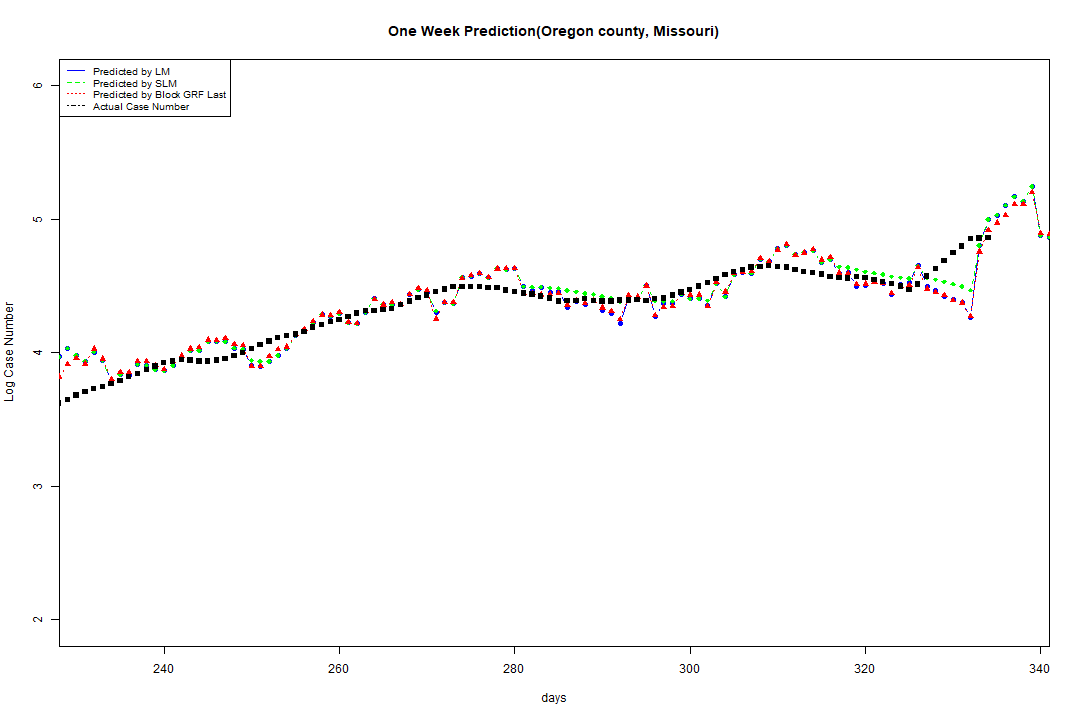 One Week Prediction(Oregon county, Missouri)
Predicted by LM
Predicted by SLM
Predicted by Block GRF Last
Actual Case Number
6
5
4
3
2
Log Case Number
240
260
280
300
320
340
days